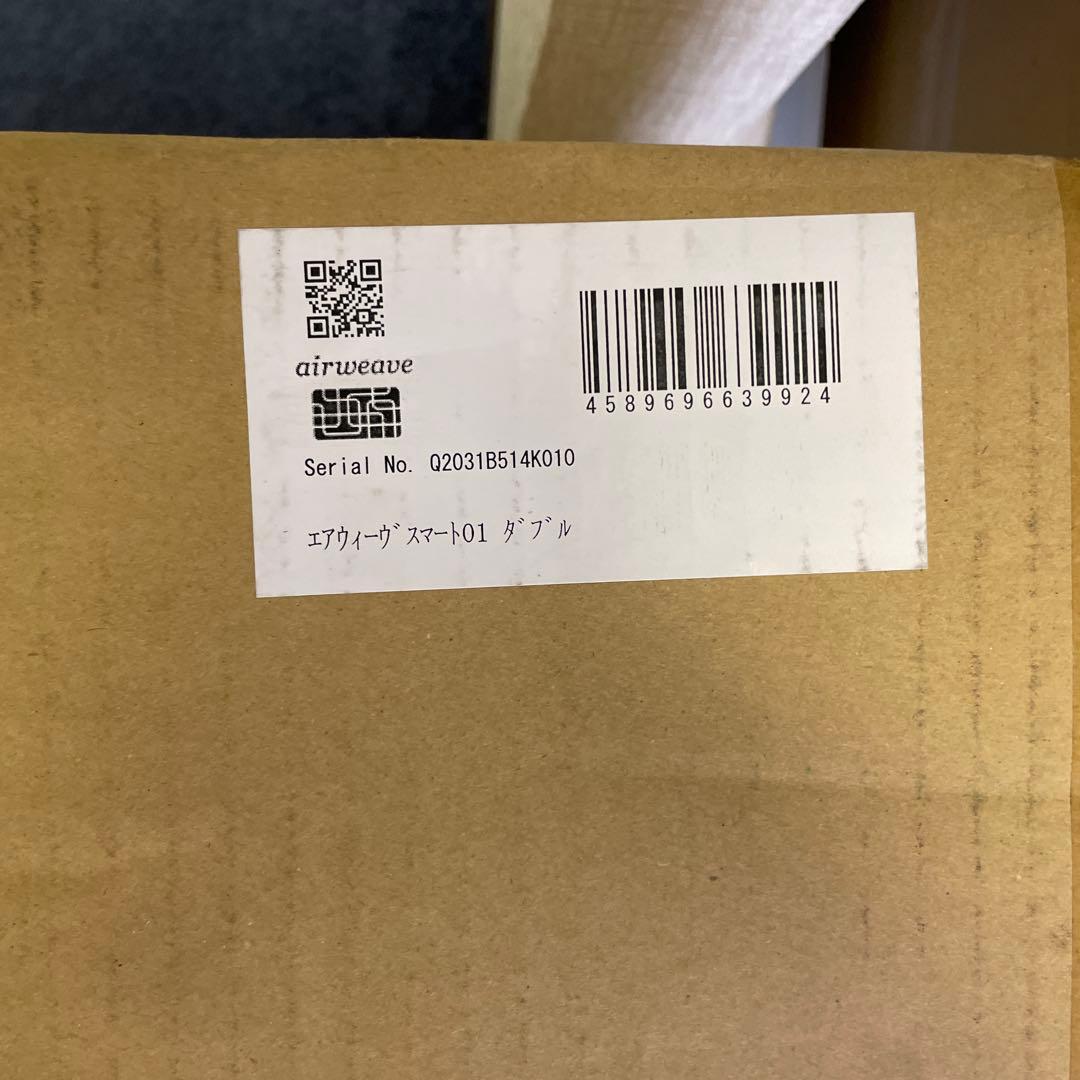 airweave
4589696639924
Serial No. Q2031B514K010
ｴｱｳｨｰｳﾞｽﾏｰﾄ01 ﾀﾞﾌﾞﾙ